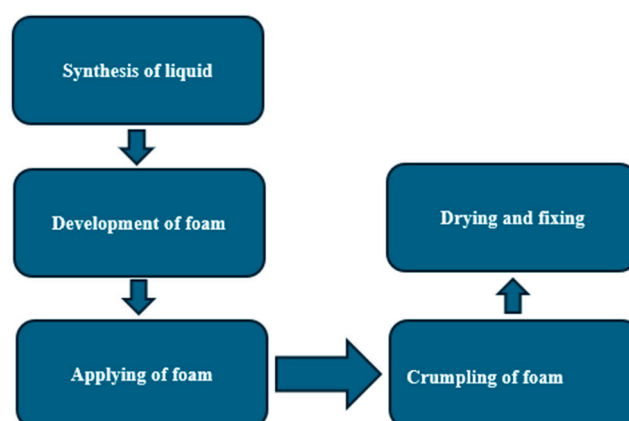 Synthesis of liquid
Development of foam
Applying of foam
Crumpling of foam
Drying and fixing